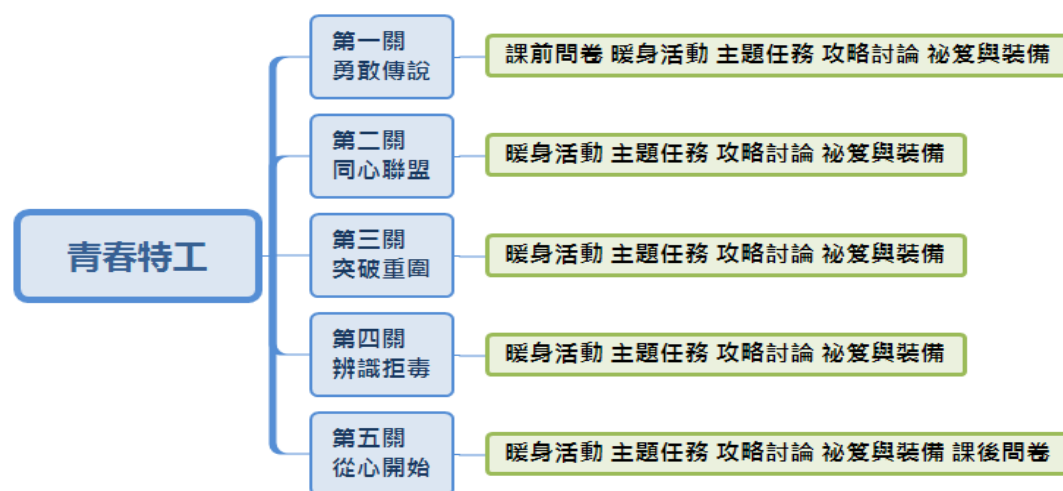 青春特工
第一關
勇敢傳說
課前問卷 暖身活動 主題任務 攻略討論 祕笈與裝備
第二關
同心聯盟
暖身活動 主題任務 攻略討論 祕笈與裝備
第三關
突破重圍
暖身活動 主題任務 攻略討論 祕笈與裝備
第四關
辨識拒毒
暖身活動 主題任務 攻略討論 祕笈與裝備
第五關
從心開始
暖身活動 主題任務 攻略討論 祕笈與裝備 課後問卷